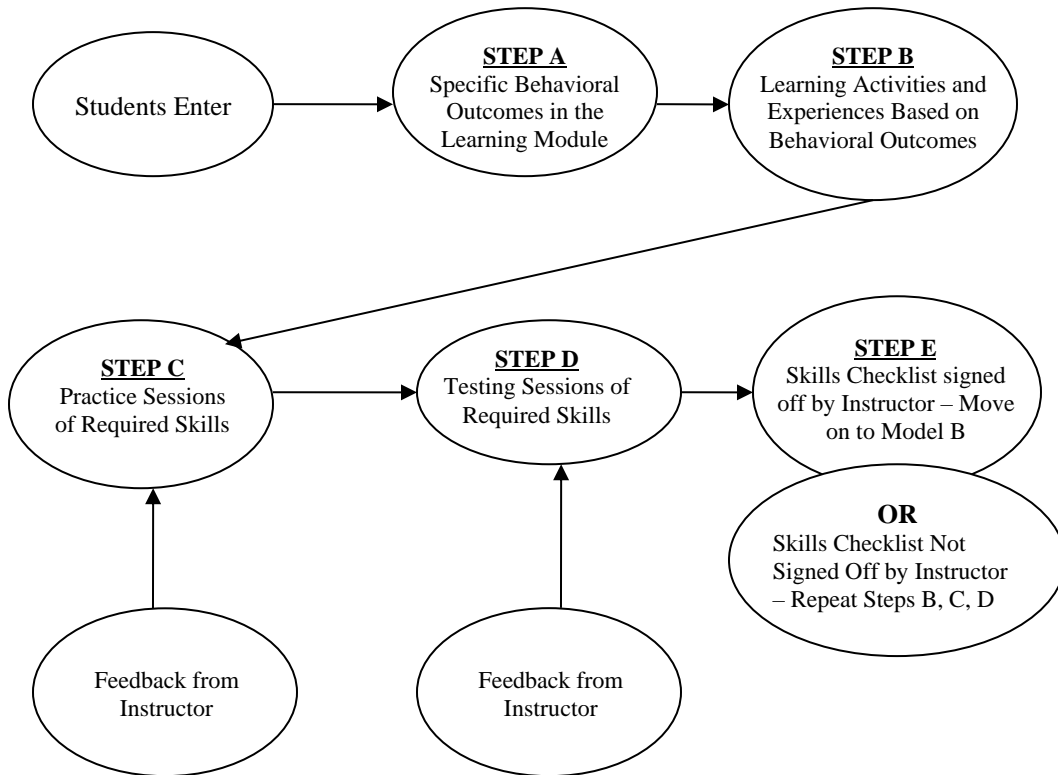 Students Enter
STEP A
Specific Behavioral
Outcomes in the
Learning Module
STEP B
Learning Activities and
Experiences Based on
Behavioral Outcomes
STEP C
Practice Sessions
of Required Skills
STEP D
Testing Sessions of
Required Skills
STEP E
Skills Checklist signed
off by Instructor – Move
on to Model B
OR
Skills Checklist Not
Signed Off by Instructor
– Repeat Steps B, C, D
Feedback from
Instructor
Feedback from
Instructor